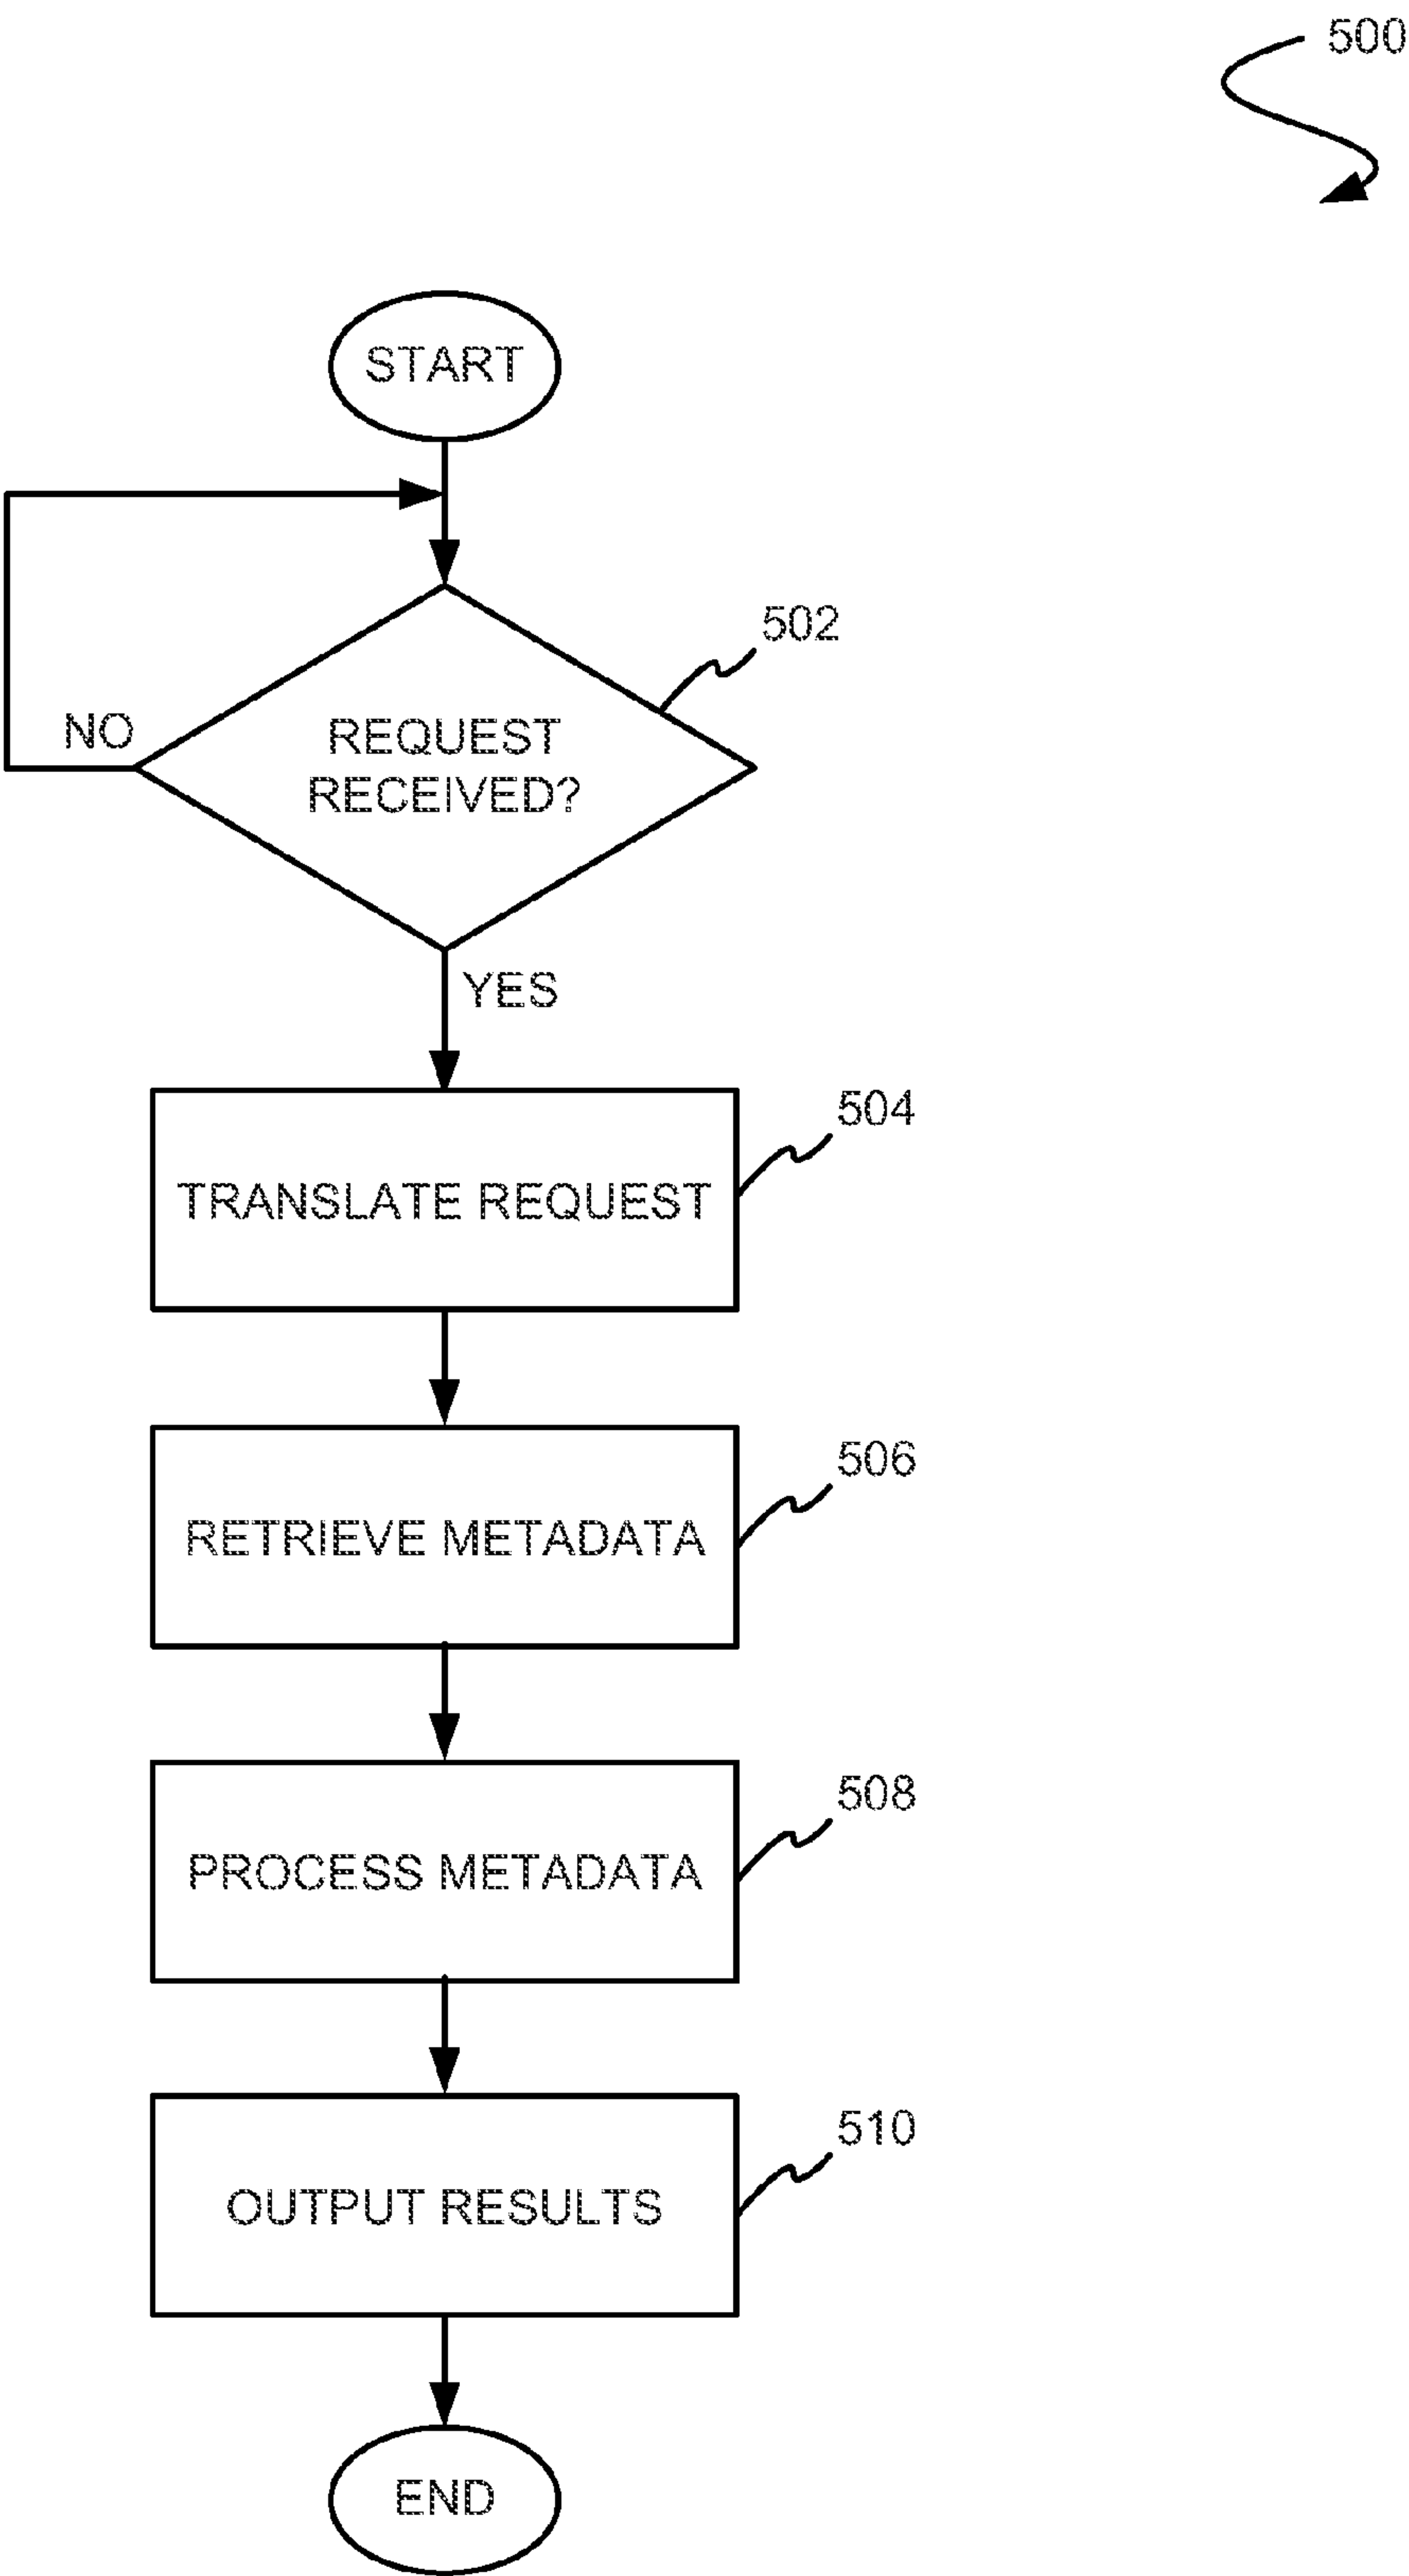 500
START
502
NO
REQUEST
RECEIVED?
YES
504
TRANSLATE REQUEST
506
RETRIEVE METADATA
508
PROCESS METADATA
510
OUTPUT RESULTS
END